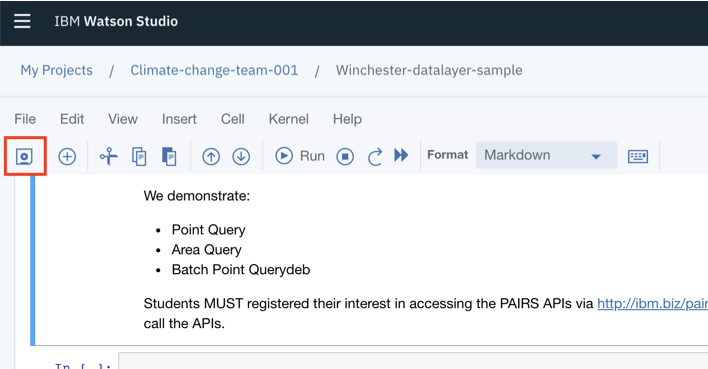 IBM Watson Studio
My Projects / Climate-change-team-001 / Winchester-datalayer-sample
File Edit View Insert Cell Kernel Help
Run Format Markdown
We demonstrate:
• Point Query
• Area Query
• Batch Point Querydeb
Students MUST registered their interest in accessing the PAIRS APIs via http://ibm.biz/pair
call the APIs.
In [ ]: